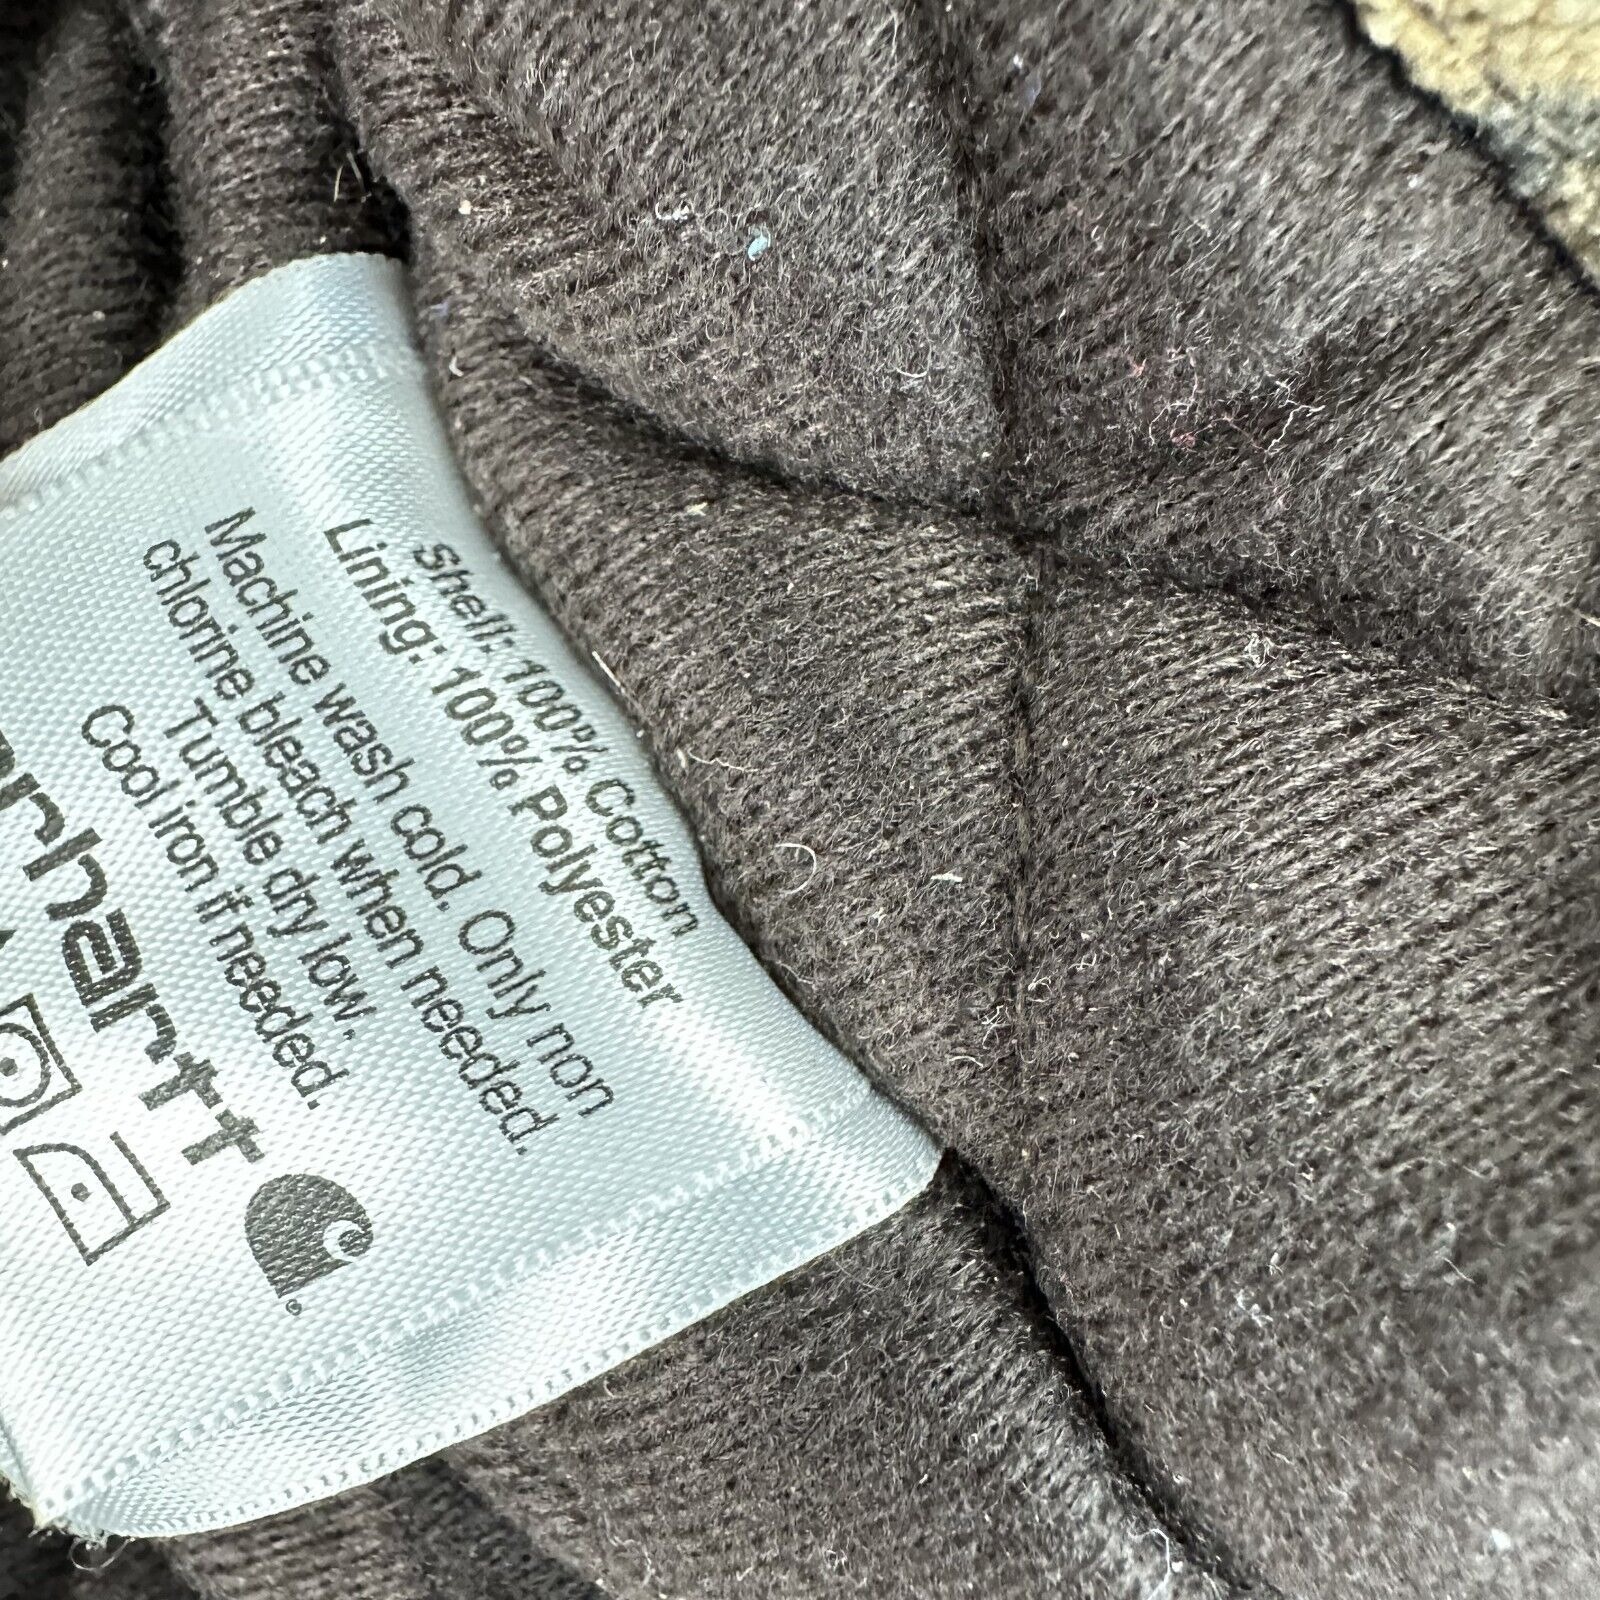 Shell: 100% Cotton
Lining: 100% Polyester
Machine wash cold. Only non
chlorine bleach when needed.
Tumble dry low.
Cool iron if needed.
arhartt
®